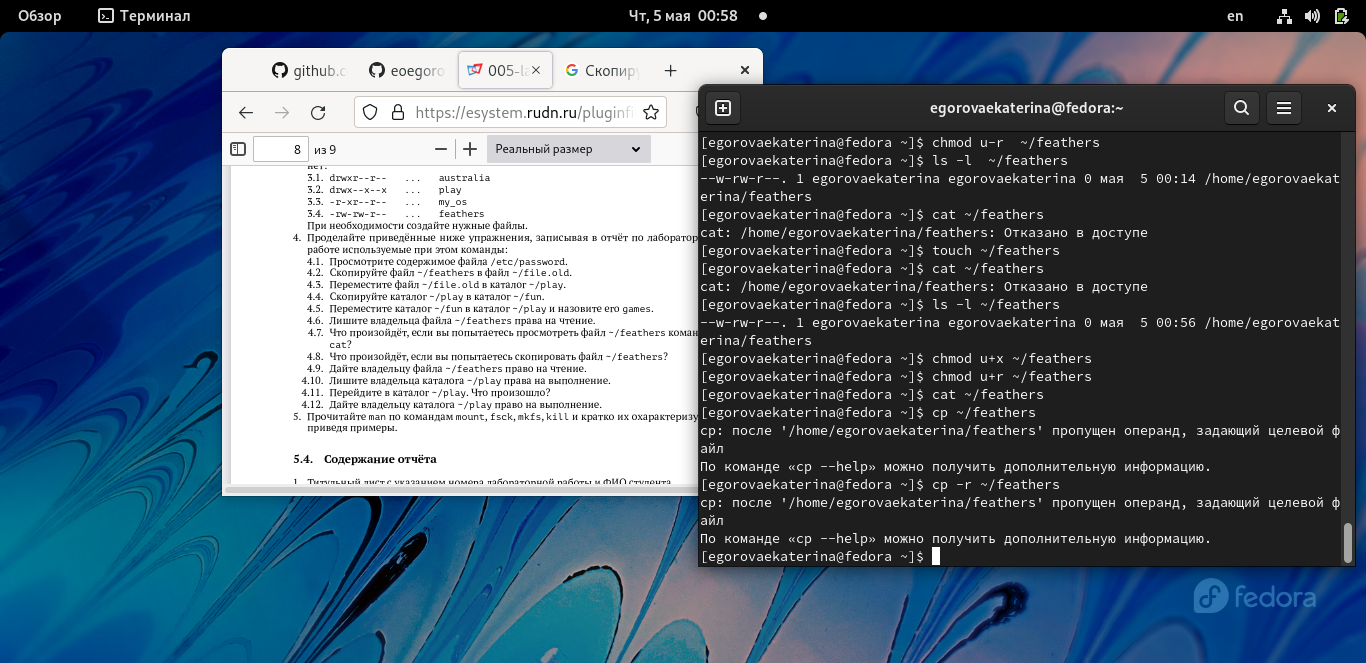 Обзор
Терминал
Чт, 5 мая 00:58
en
github.c
eoegoro
005-la
Скопиру
https://esystem.rudn.ru/pluginfi
8 из 9
Реальный размер
нет:
3.1. drwxr--r-- ... australia
3.2. drwx--x--x ... play
3.3. -r-xr--r-- ... my_os
3.4. -rw-rw-r-- ... feathers
При необходимости создайте нужные файлы.
4. Проделайте приведённые ниже упражнения, записывая в отчёт по лаборатор
работе используемые при этом команды:
4.1. Просмотрите содержимое файла /etc/password.
4.2. Скопируйте файл ~/feathers в файл ~/file.old.
4.3. Переместите файл ~/file.old в каталог ~/play.
4.4. Скопируйте каталог ~/play в каталог ~/fun.
4.5. Переместите каталог ~/fun в каталог ~/play и назовите его games.
4.6. Лишите владельца файла ~/feathers права на чтение.
4.7. Что произойдёт, если вы попытаетесь просмотреть файл ~/feathers коман
cat?
4.8. Что произойдёт, если вы попытаетесь скопировать файл ~/feathers?
4.9. Дайте владельцу файла ~/feathers право на чтение.
4.10. Лишите владельца каталога ~/play права на выполнение.
4.11. Перейдите в каталог ~/play. Что произошло?
4.12. Дайте владельцу каталога ~/play право на выполнение.
5. Прочитайте man по командам mount, fsck, mkfs, kill и кратко их охарактеризу
приведя примеры.
5.4. Содержание отчёта
1. Титульный лист с указанием номера лабораторной работы и ФИО студента
egorovaekaterina@fedora:~
[egorovaekaterina@fedora ~]$ chmod u-r  ~/feathers
[egorovaekaterina@fedora ~]$ ls -l  ~/feathers
--w-rw-r--. 1 egorovaekaterina egorovaekaterina 0 мая  5 00:14 /home/egorovaekat
erina/feathers
[egorovaekaterina@fedora ~]$ cat ~/feathers
cat: /home/egorovaekaterina/feathers: Отказано в доступе
[egorovaekaterina@fedora ~]$ touch ~/feathers
[egorovaekaterina@fedora ~]$ cat ~/feathers
cat: /home/egorovaekaterina/feathers: Отказано в доступе
[egorovaekaterina@fedora ~]$ ls -l ~/feathers
--w-rw-r--. 1 egorovaekaterina egorovaekaterina 0 мая  5 00:56 /home/egorovaekat
erina/feathers
[egorovaekaterina@fedora ~]$ chmod u+x ~/feathers
[egorovaekaterina@fedora ~]$ chmod u+r ~/feathers
[egorovaekaterina@fedora ~]$ cat ~/feathers
[egorovaekaterina@fedora ~]$ cp ~/feathers
cp: после '/home/egorovaekaterina/feathers' пропущен операнд, задающий целевой ф
айл
По команде «cp --help» можно получить дополнительную информацию.
[egorovaekaterina@fedora ~]$ cp -r ~/feathers
cp: после '/home/egorovaekaterina/feathers' пропущен операнд, задающий целевой ф
айл
По команде «cp --help» можно получить дополнительную информацию.
[egorovaekaterina@fedora ~]$
fedora